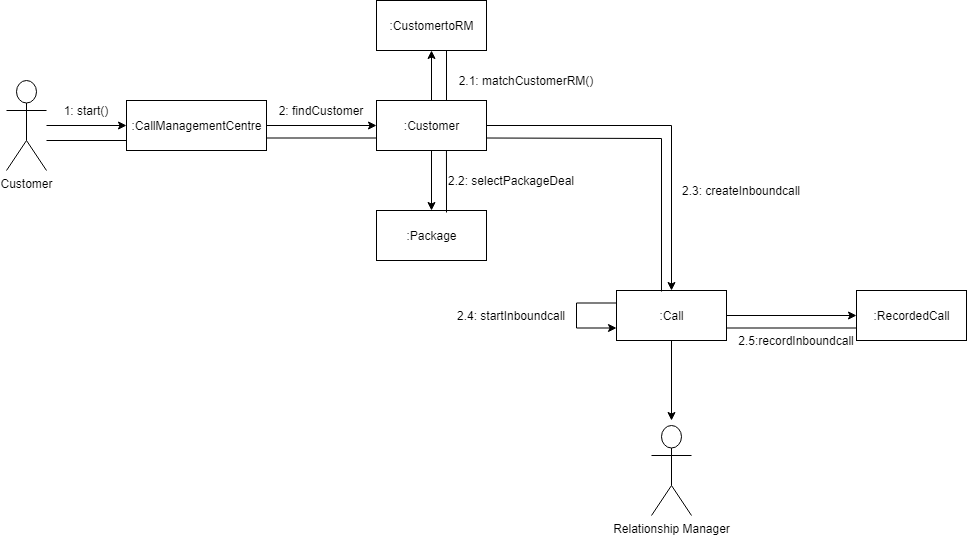 :CustomertoRM
2.1: matchCustomerRM()
1: start()
:CallManagementCentre
2: findCustomer
:Customer
Customer
2.2: selectPackageDeal
2.3: createInboundcall
:Package
2.4: startInboundcall
:Call
:RecordedCall
2.5:recordInboundcall
Relationship Manager